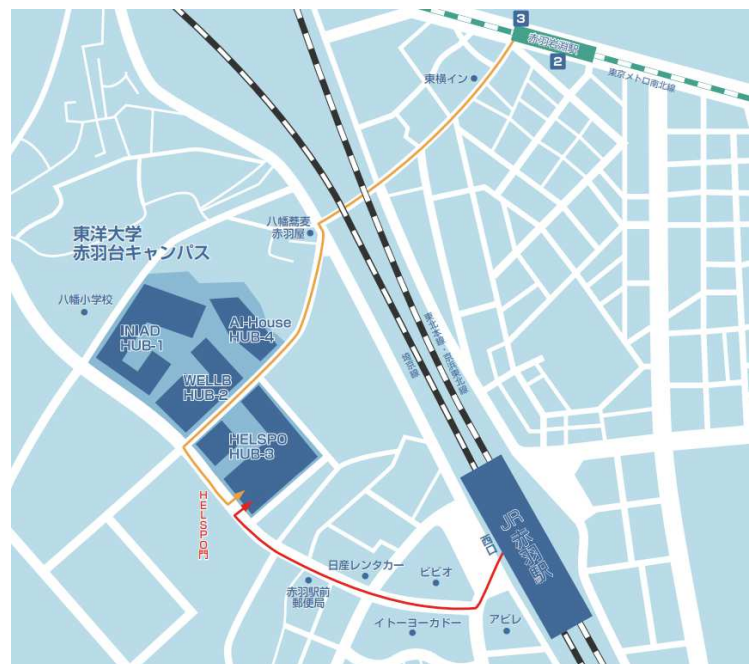 3
赤羽岩淵駅
2
東横イン
東京メトロ南北線
八幡蕎麦
赤羽屋
東洋大学
赤羽台キャンパス
八幡小学校
AI-House
HUB-4
INIAD
HUB-1
WELLB
HUB-2
HELSPO
HUB-3
東北本線・京浜東北線
埼京線
HELSPO門
JR 赤羽駅
西口
日産レンタカー
ビビオ
赤羽駅前
郵便局
イトーヨーカドー
アピレ